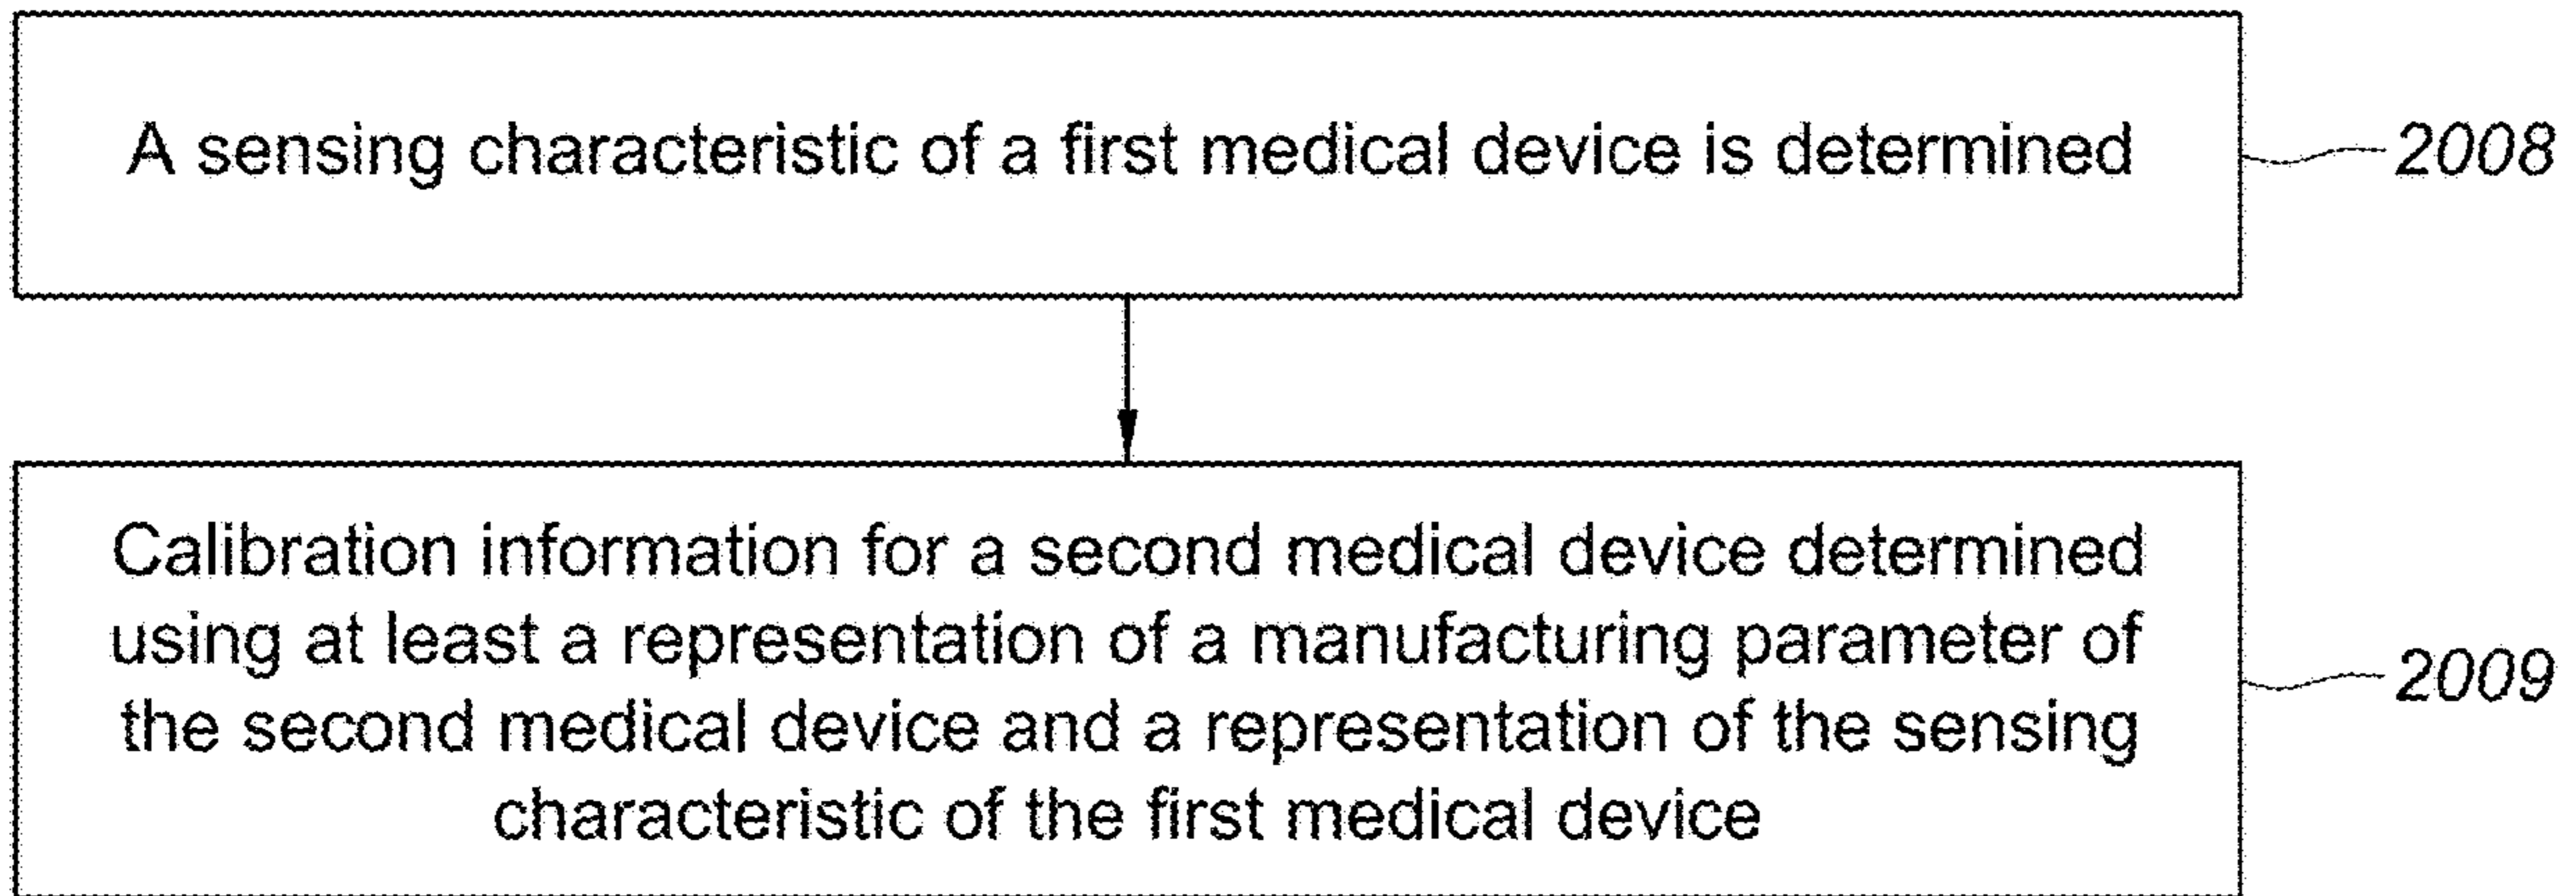 A sensing characteristic of a first medical device is determined
2008
Calibration information for a second medical device determined
using at least a representation of a manufacturing parameter of
the second medical device and a representation of the sensing
characteristic of the first medical device
2009